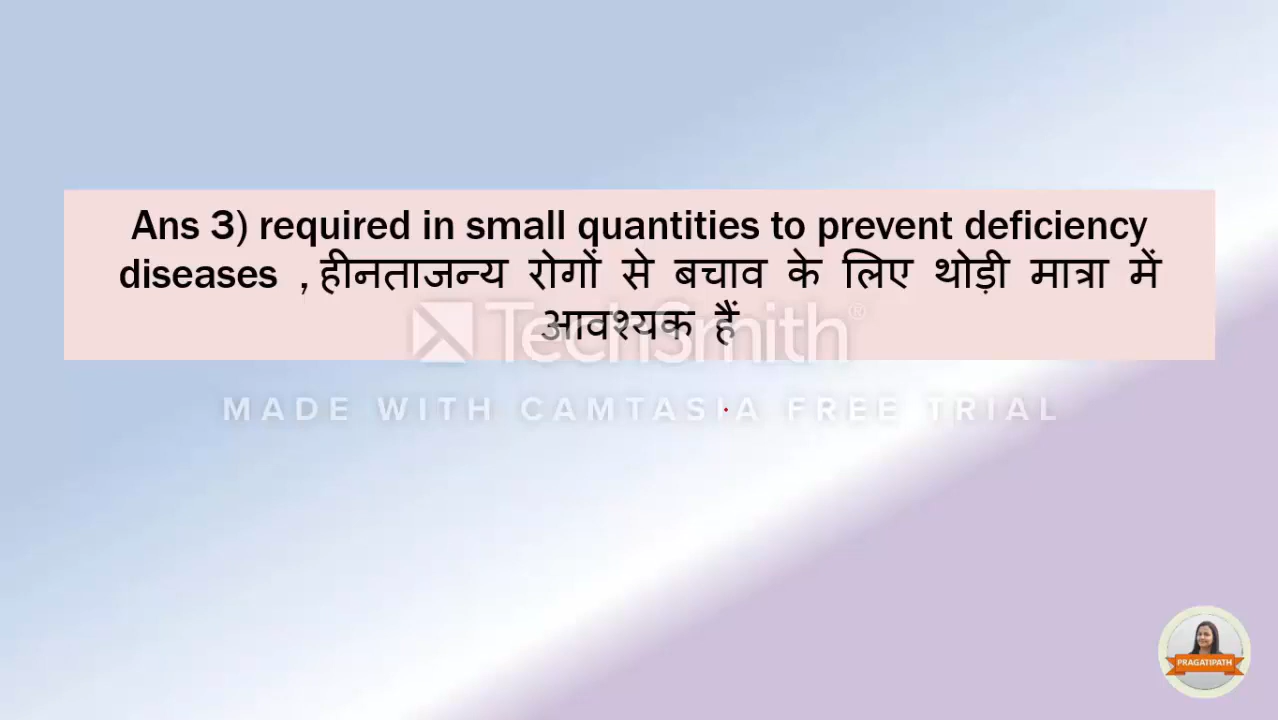 Ans 3) required in small quantities to prevent deficiency
diseases , हीनताजन्य रोगों से बचाव के लिए थोड़ी मात्रा में
आवश्यक हैं
TechSmith®
MADE WITH CAMTASIA FREE TRIAL
PRAGATIPATH